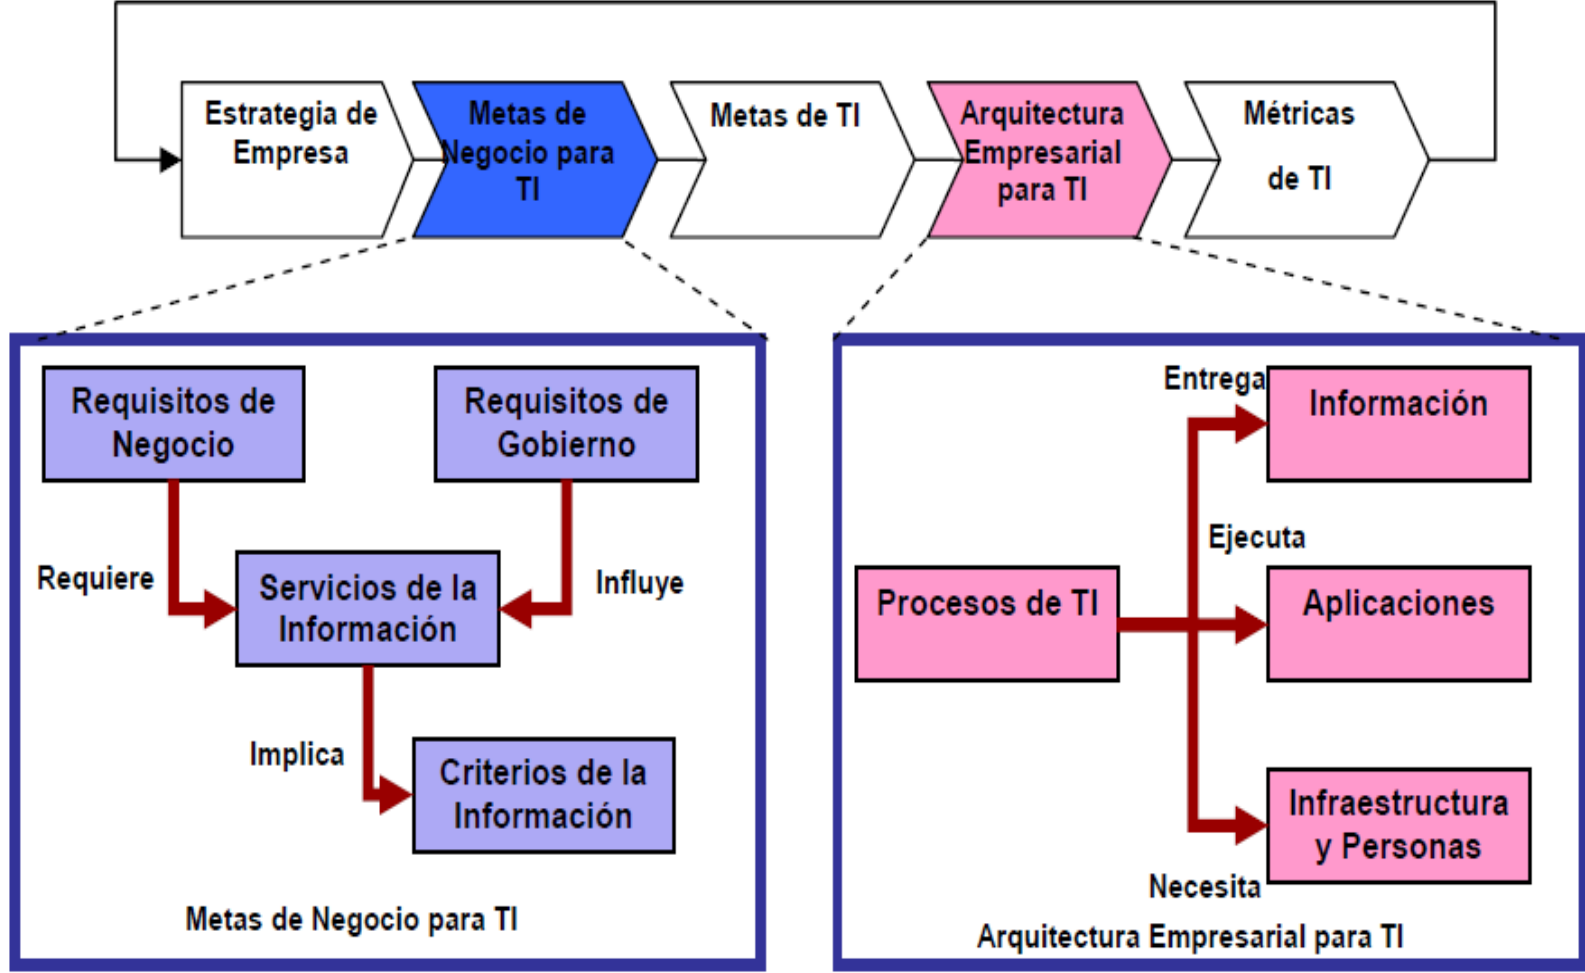 Estrategia de
Empresa
Metas de
Negocio para
TI
Metas de TI
Arquitectura
Empresarial
para TI
Métricas
de TI
Requisitos de
Negocio
Requisitos de
Gobierno
Requiere
Servicios de la
Información
Influye
Implica
Criterios de la
Información
Metas de Negocio para TI
Entrega
Información
Ejecuta
Procesos de TI
Aplicaciones
Infraestructura
y Personas
Necesita
Arquitectura Empresarial para TI